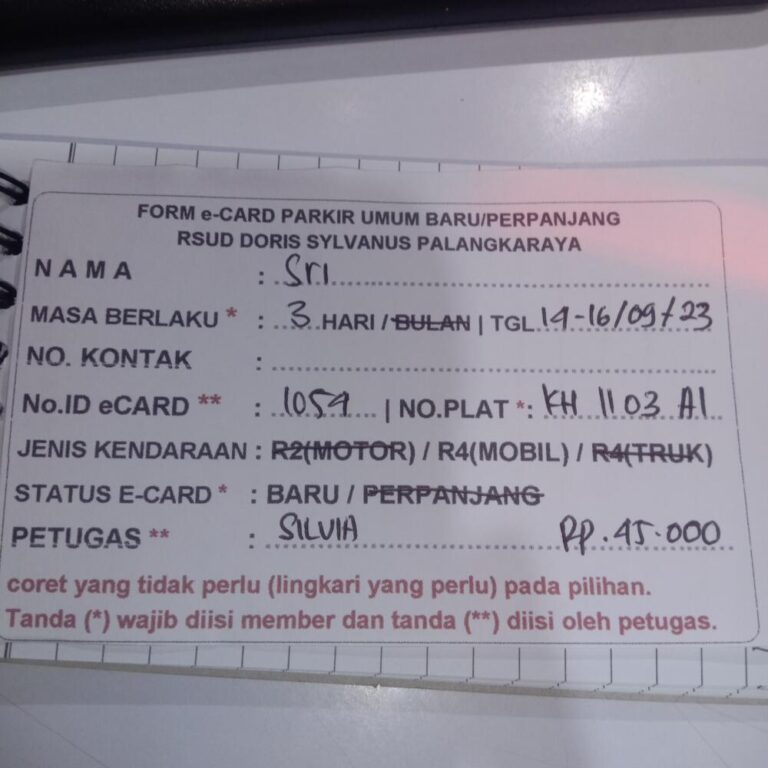 FORM e-CARD PARKIR UMUM BARU/PERPANJANG
RSUD DORIS SYLVANUS PALANGKARAYA
NAMA : Sri
MASA BERLAKU * : 3 HARI / BULAN | TGL 14-16/09/23
NO. KONTAK :
No.ID eCARD ** : 1054 | NO.PLAT *: KH 1103 AI
JENIS KENDARAAN : R2(MOTOR) / R4(MOBIL) / R4(TRUK)
STATUS E-CARD * : BARU / PERPANJANG
PETUGAS ** : SILVIA Rp. 45.000
coret yang tidak perlu (lingkari yang perlu) pada pilihan.
Tanda (*) wajib diisi member dan tanda (**) diisi oleh petugas.